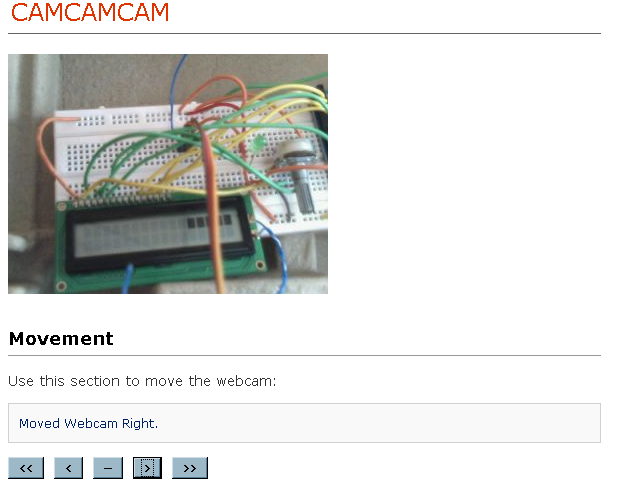 CAMCAMCAM
Movement
Use this section to move the webcam:
Moved Webcam Right.
<< < – > >>